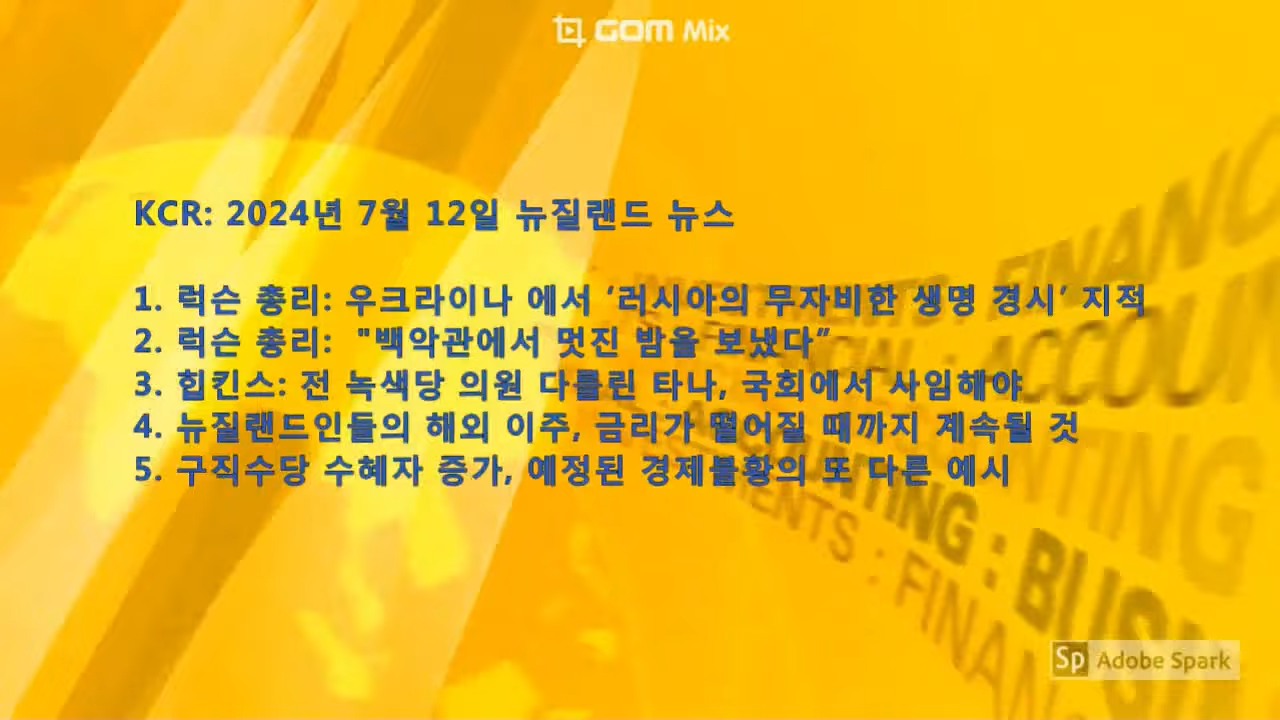 GOM Mix
KCR: 2024년 7월 12일 뉴질랜드 뉴스
1. 럭슨 총리: 우크라이나 에서 ‘러시아의 무자비한 생명 경시’ 지적
2. 럭슨 총리: "백악관에서 멋진 밤을 보냈다”
3. 힙킨스: 전 녹색당 의원 다를린 타나, 국회에서 사임해야
4. 뉴질랜드인들의 해외 이주, 금리가 떨어질 때까지 계속될 것
5. 구직수당 수혜자 증가, 예정된 경제불황의 또 다른 예시
: FINANC
: ACCOUN
ACCOUNTING : BUSIN
: FINAN
Sp Adobe Spark